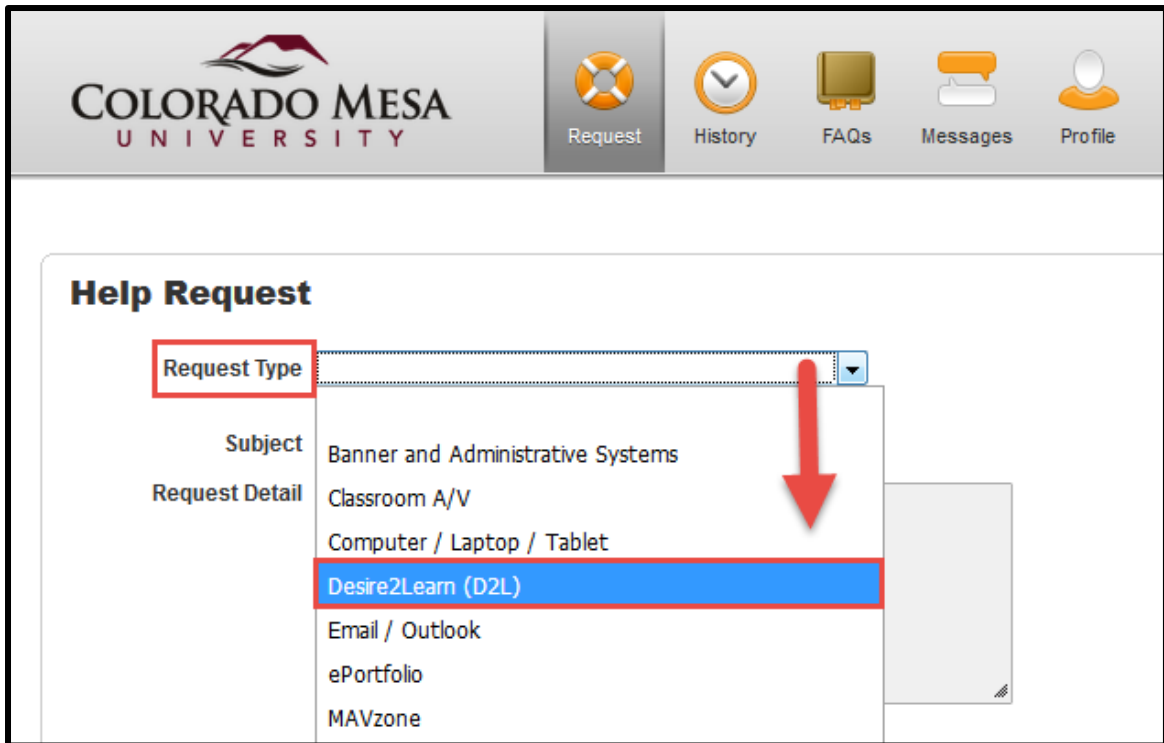 COLORADO MESA
UNIVERSITY
Request
History
FAQs
Messages
Profile
Help Request
Request Type
Subject
Request Detail
Banner and Administrative Systems
Classroom A/V
Computer / Laptop / Tablet
Desire2Learn (D2L)
Email / Outlook
ePortfolio
MAVzone